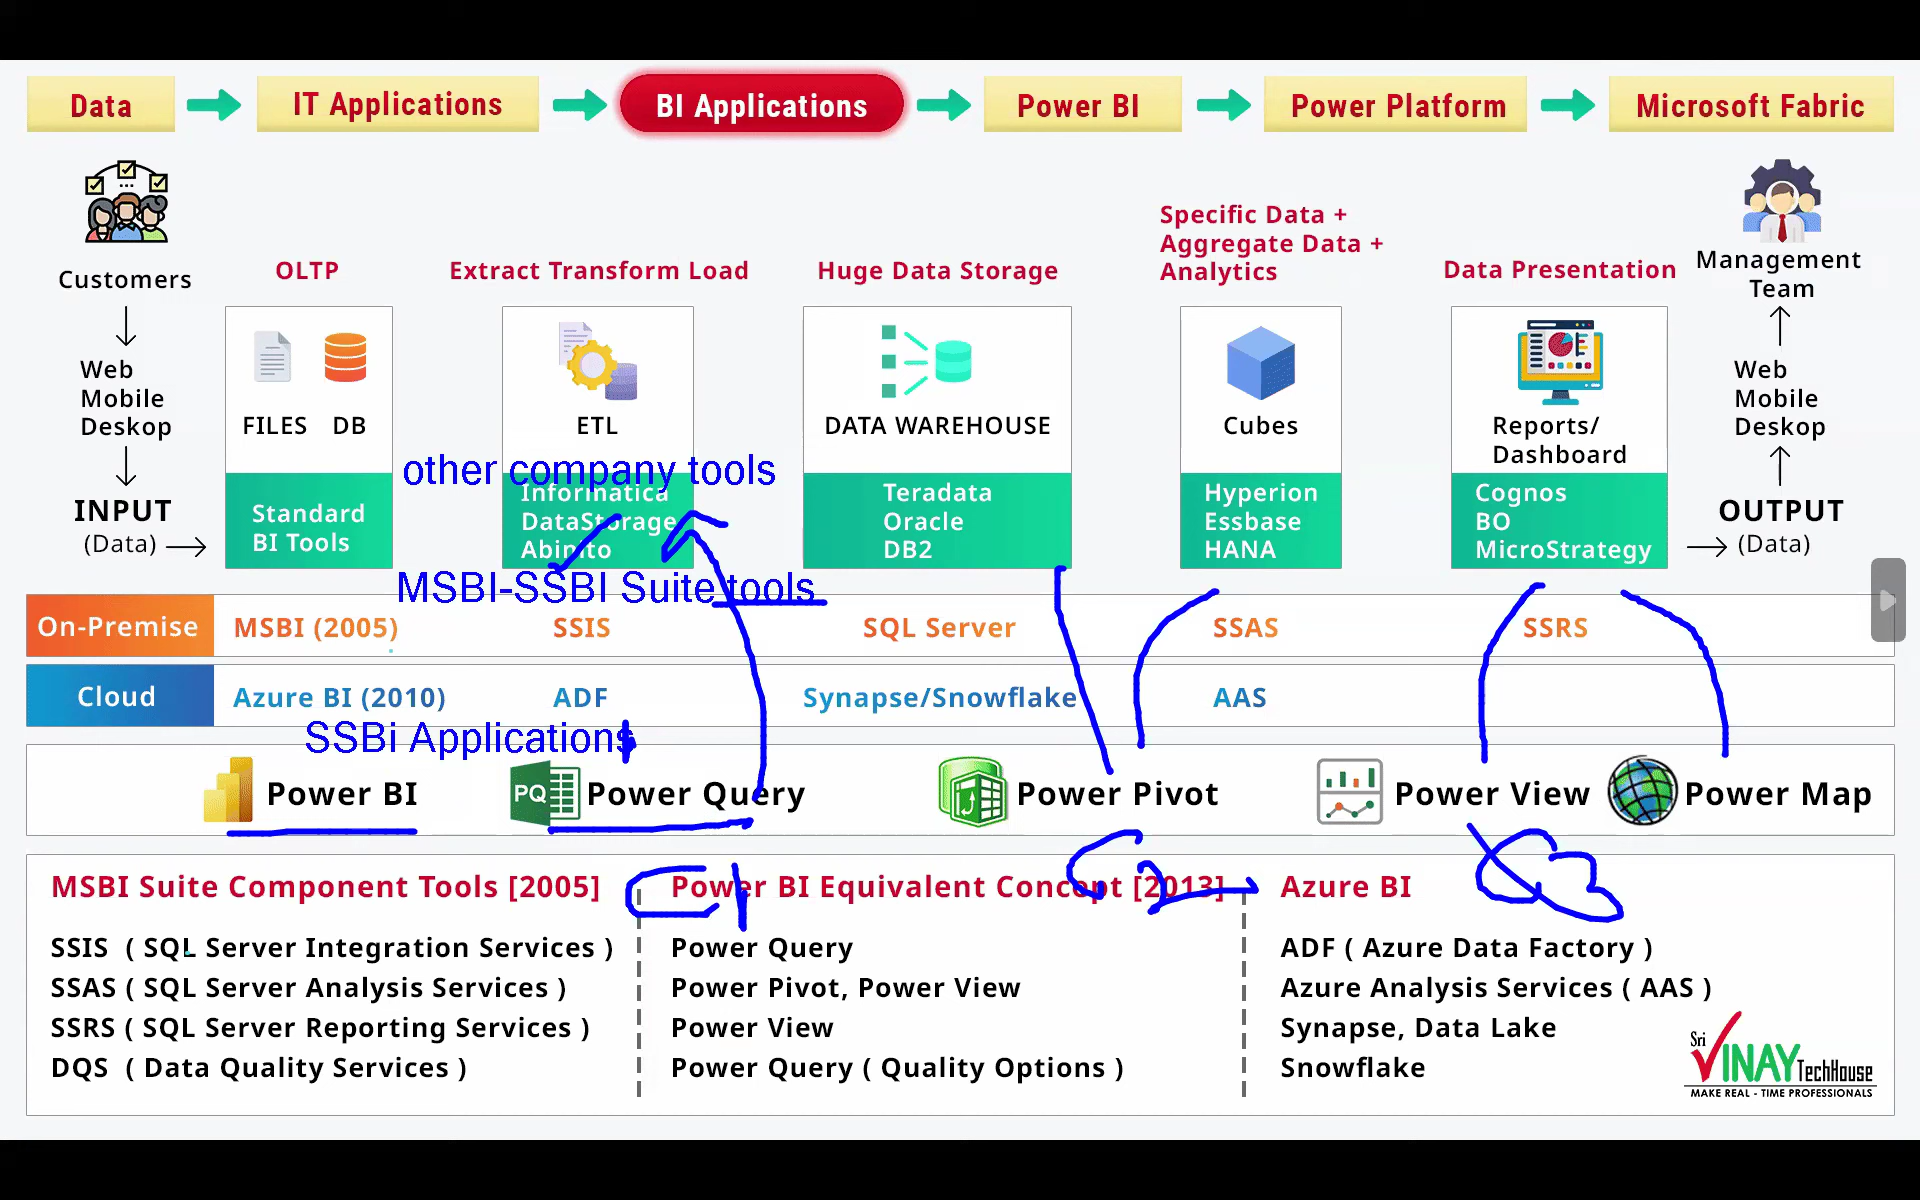 Data
IT Applications
BI Applications
Power BI
Power Platform
Microsoft Fabric
Customers
Web
Mobile
Deskop
INPUT
(Data)
OLTP
FILES DB
Standard
BI Tools
Extract Transform Load
ETL
other company tools
Informatica
DataStorage
Abinito
Huge Data Storage
DATA WAREHOUSE
Teradata
Oracle
DB2
Specific Data +
Aggregate Data +
Analytics
Cubes
Hyperion
Essbase
HANA
Data Presentation
Reports/
Dashboard
Cognos
BO
MicroStrategy
Management
Team
Web
Mobile
Deskop
OUTPUT
(Data)
MSBI-SSBI Suite tools
On-Premise MSBI (2005) SSIS SQL Server SSAS SSRS
Cloud Azure BI (2010) ADF Synapse/Snowflake AAS
SSBi Applications
Power BI PQ Power Query Power Pivot Power View Power Map
MSBI Suite Component Tools [2005]
SSIS ( SQL Server Integration Services )
SSAS ( SQL Server Analysis Services )
SSRS ( SQL Server Reporting Services )
DQS ( Data Quality Services )
Power BI Equivalent Concept [2013]
Power Query
Power Pivot, Power View
Power View
Power Query ( Quality Options )
Azure BI
ADF ( Azure Data Factory )
Azure Analysis Services ( AAS )
Synapse, Data Lake
Snowflake
C1
C2
C3
Sri
VINAY TechHouse
MAKE REAL - TIME PROFESSIONALS